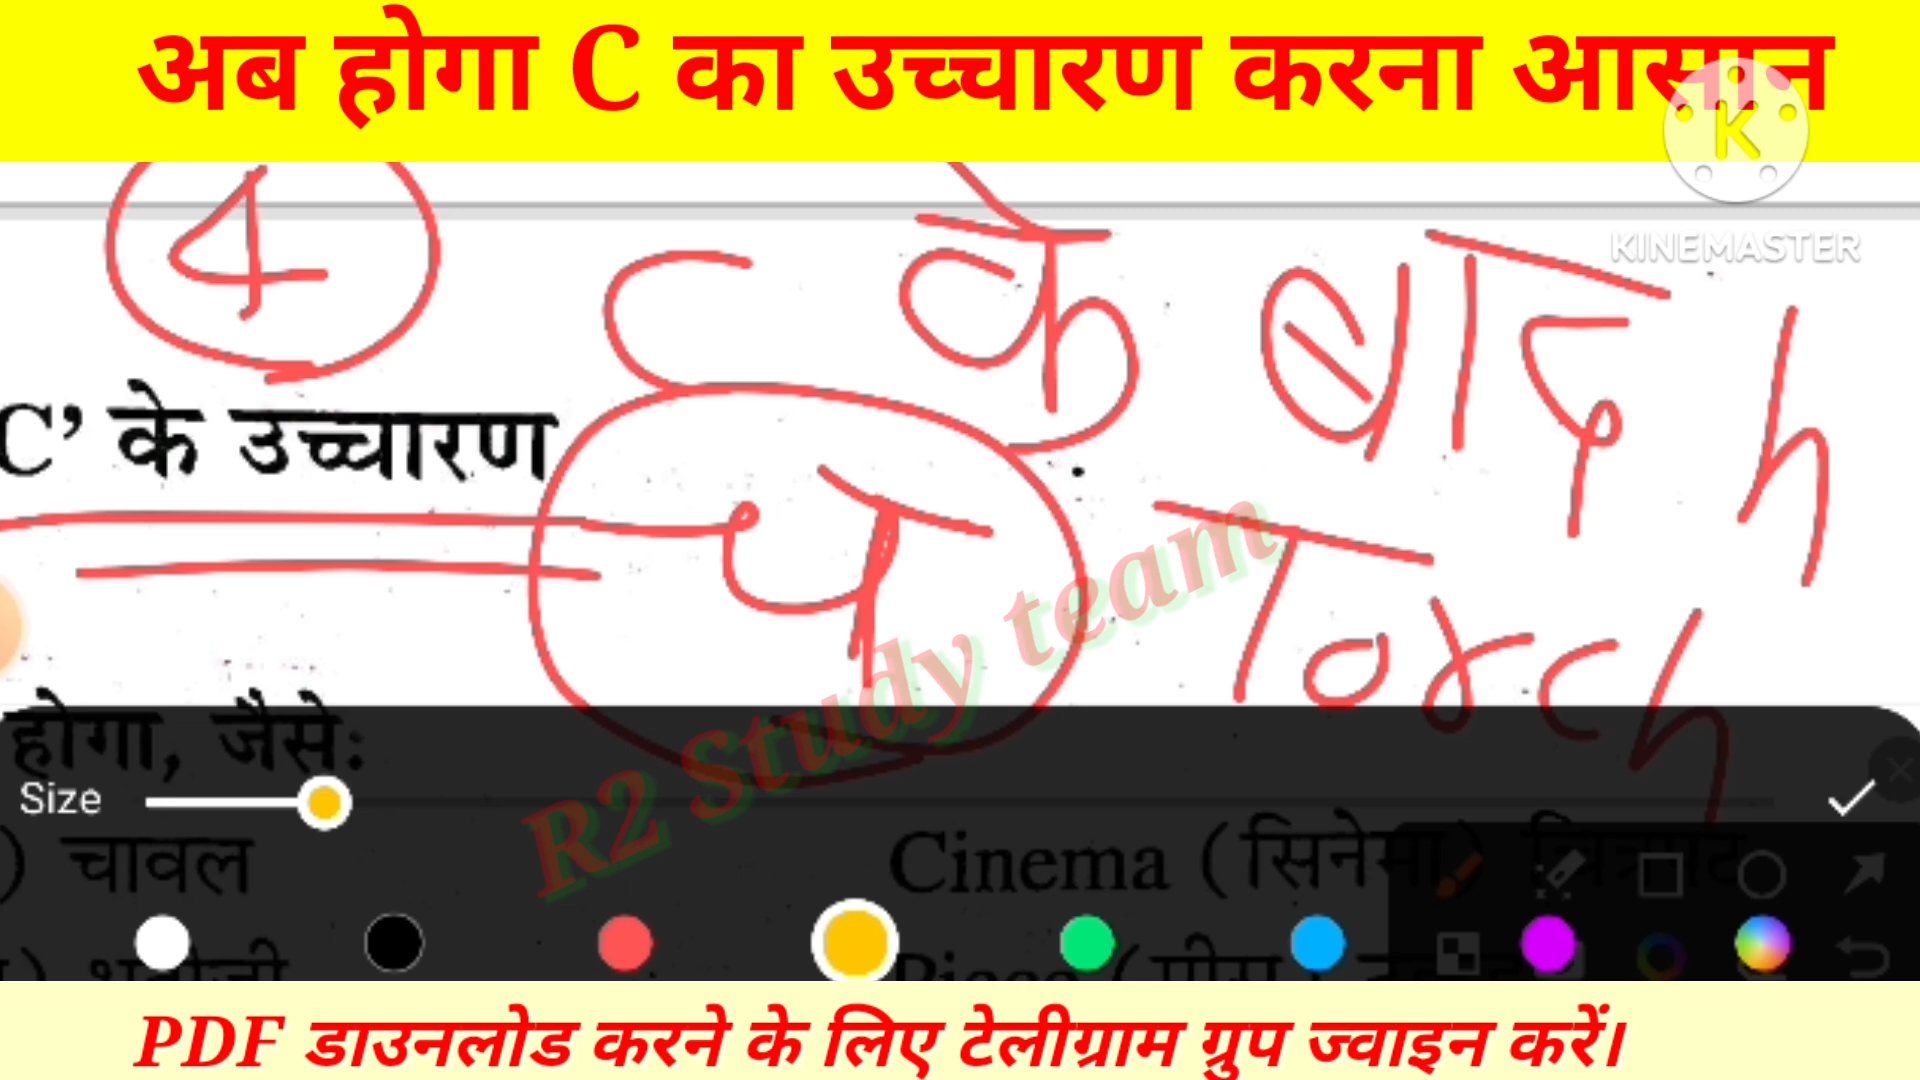 अब होगा C का उच्चारण करना आसान
K
KINEMASTER
4 C के बाद h
C’ के उच्चारण
च
Torch
R2 Study team
होगा, जैसे:
Size
) चावल
Cinema (सिनेमा)
PDF डाउनलोड करने के लिए टेलीग्राम ग्रुप ज्वाइन करें।